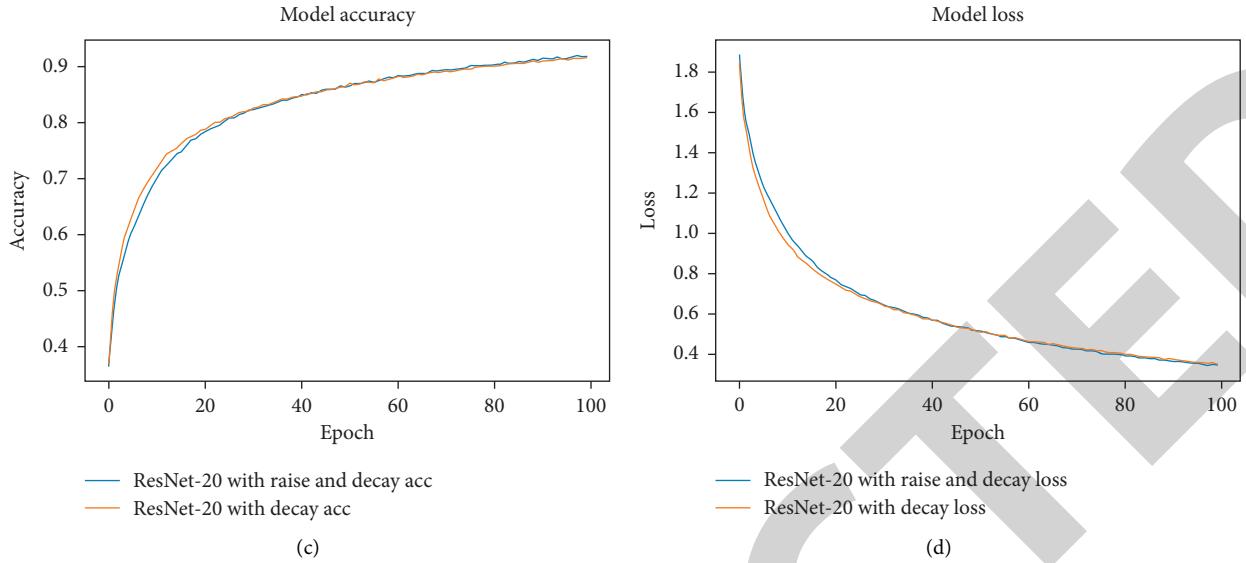 Model accuracy
0.9
0.8
0.7
0.6
0.5
0.4
Accuracy
0 20 40 60 80 100
Epoch
ResNet-20 with raise and decay acc
ResNet-20 with decay acc
(c)
Model loss
1.8
1.6
1.4
1.2
1.0
0.8
0.6
0.4
Loss
0 20 40 60 80 100
Epoch
ResNet-20 with raise and decay loss
ResNet-20 with decay loss
(d)
CTED